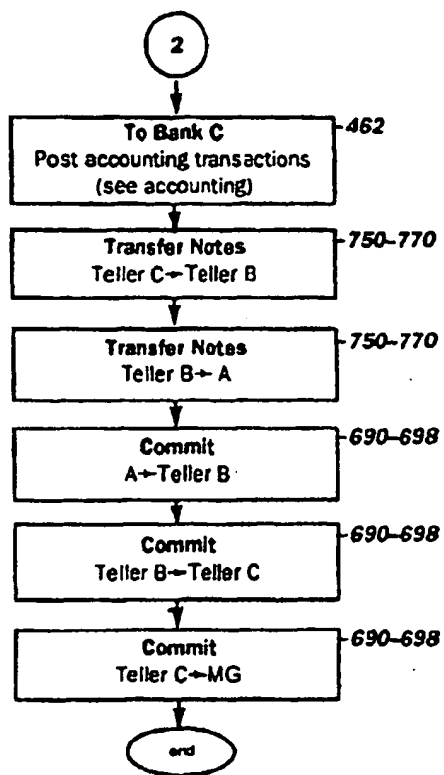 2
To Bank C
Post accounting transactions
(see accounting)
462
Transfer Notes
Teller C→Teller B
750-770
Transfer Notes
Teller B→A
750-770
Commit
A→Teller B
690-698
Commit
Teller B→Teller C
690-698
Commit
Teller C→MG
690-698
end